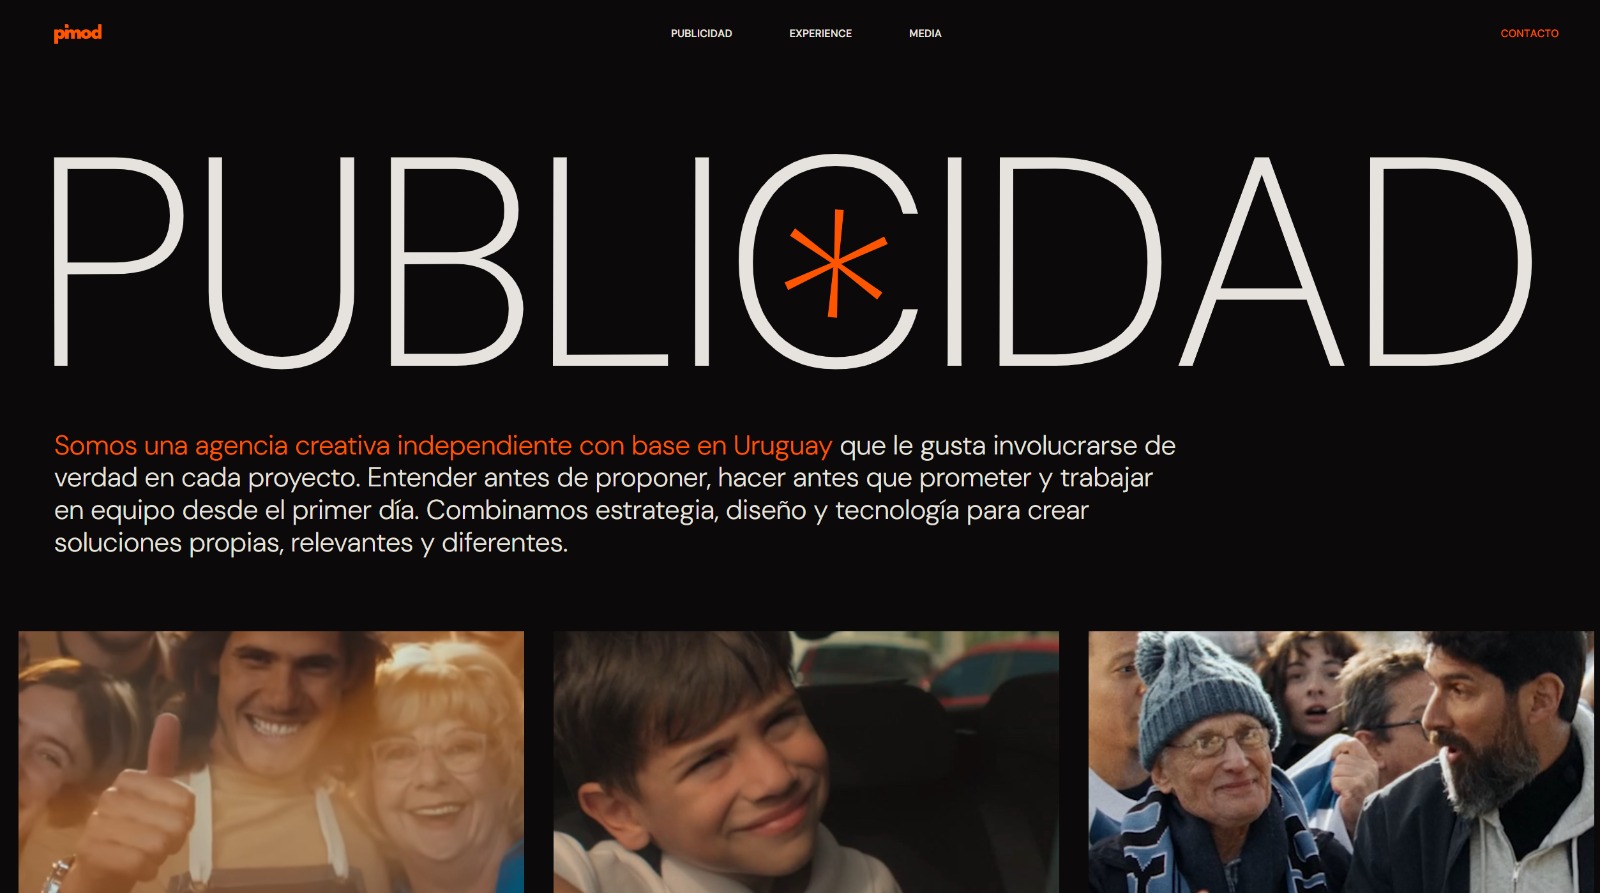 pimod
PUBLICIDAD
EXPERIENCE
MEDIA
CONTACTO
PUBLICIDAD
Somos una agencia creativa independiente con base en Uruguay que le gusta involucrarse de
verdad en cada proyecto. Entender antes de proponer, hacer antes que prometer y trabajar
en equipo desde el primer día. Combinamos estrategia, diseño y tecnología para crear
soluciones propias, relevantes y diferentes.